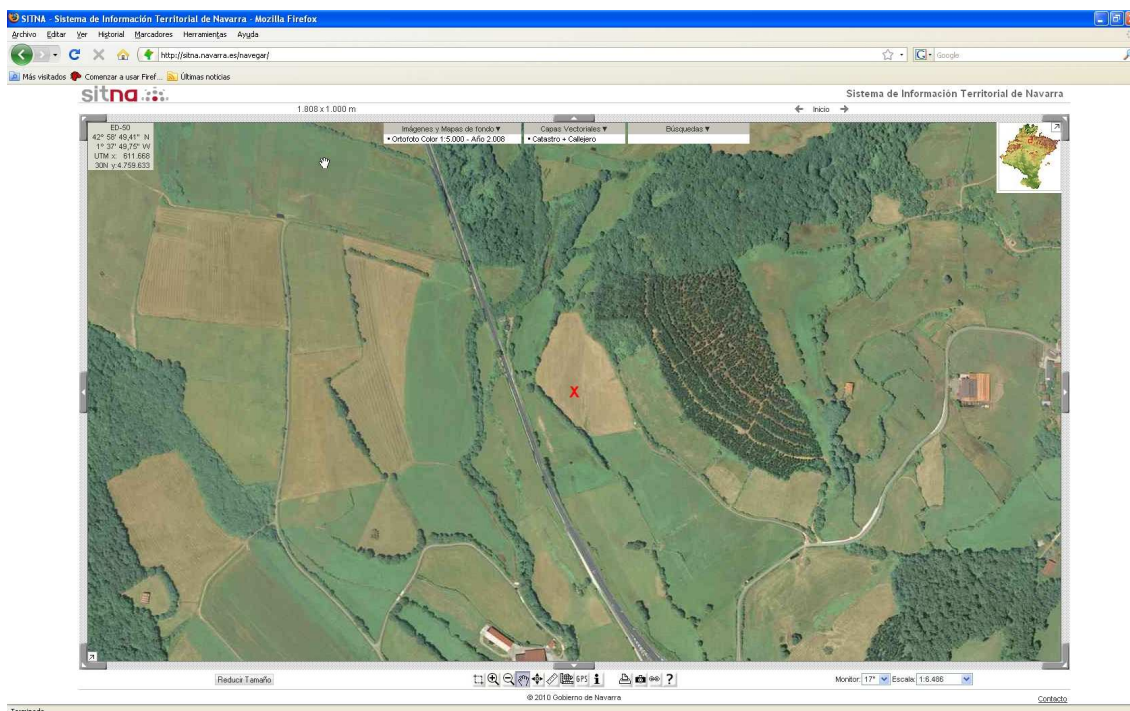 SITNA - Sistema de Información Territorial de Navarra - Mozilla Firefox
Archivo Editar Ver Historial Marcadores Herramientas Ayuda
http://sitna.navarra.es/navegar/
Google
Más visitados Comenzar a usar Firef... Últimas noticias
sitna
Sistema de Información Territorial de Navarra
1.808 x 1.000 m
Inicio
ED-50
42° 58' 49,41" N
1° 37' 49,75" W
UTM x: 611.668
30N y:4.759.633
Imágenes y Mapas de fondo ▼ Capas Vectoriales ▼ Búsquedas ▼
• Ortofoto Color 1:5.000 - Año 2.008 • Catastro + Callejero
X
Reducir Tamaño
GPS i ?
Monitor: 17" Escala: 1:6.486
© 2010 Gobierno de Navarra
Contacto
Terminado